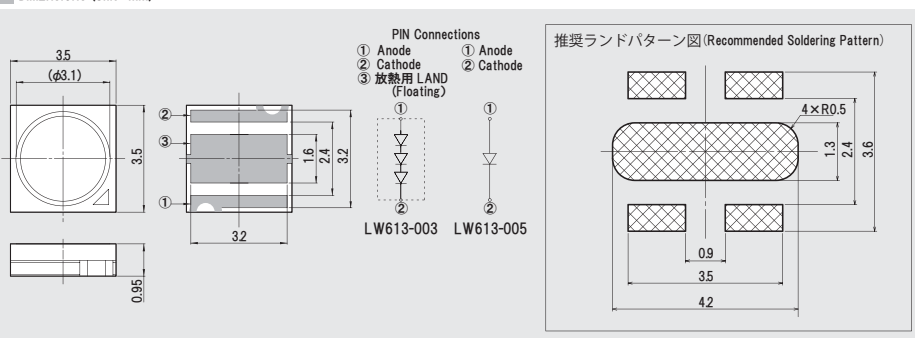 3.5
(φ3.1)
3.5
0.95
②
③
①
1.6
2.4
3.2
3.2
PIN Connections
① Anode
② Cathode
③ 放熱用 LAND
(Floating)
① Anode
② Cathode
①
②
LW613-003
①
②
LW613-005
推奨ランドパターン図(Recommended Soldering Pattern)
4×R0.5
1.3
2.4
3.6
0.9
3.5
4.2